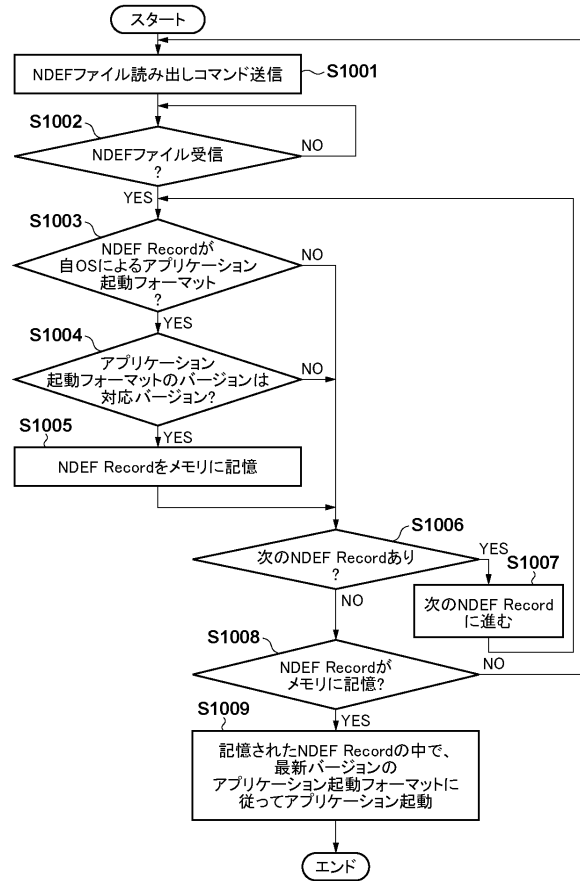 スタート
S1001
NDEFファイル読み出しコマンド送信
S1002
NDEFファイル受信
?
NO
YES
S1003
NDEF Recordが
自OSによるアプリケーション
起動フォーマット
?
NO
YES
S1004
アプリケーション
起動フォーマットのバージョンは
対応バージョン?
NO
YES
S1005
NDEF Recordをメモリに記憶
S1006
次のNDEF Recordあり
?
YES
NO
S1007
次のNDEF Record
に進む
S1008
NDEF Recordが
メモリに記憶?
NO
YES
S1009
記憶されたNDEF Recordの中で、
最新バージョンの
アプリケーション起動フォーマットに
従ってアプリケーション起動
エンド